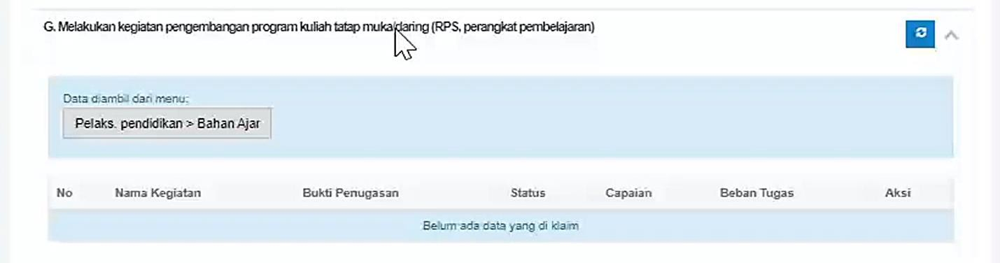 G. Melakukan kegiatan pengembangan program kuliah tatap muka/daring (RPS, perangkat pembelajaran)
Data diambil dari menu:
Pelaks. pendidikan > Bahan Ajar
No Nama Kegiatan Bukti Penugasan Status Capaian Beban Tugas Aksi
Belum ada data yang di klaim